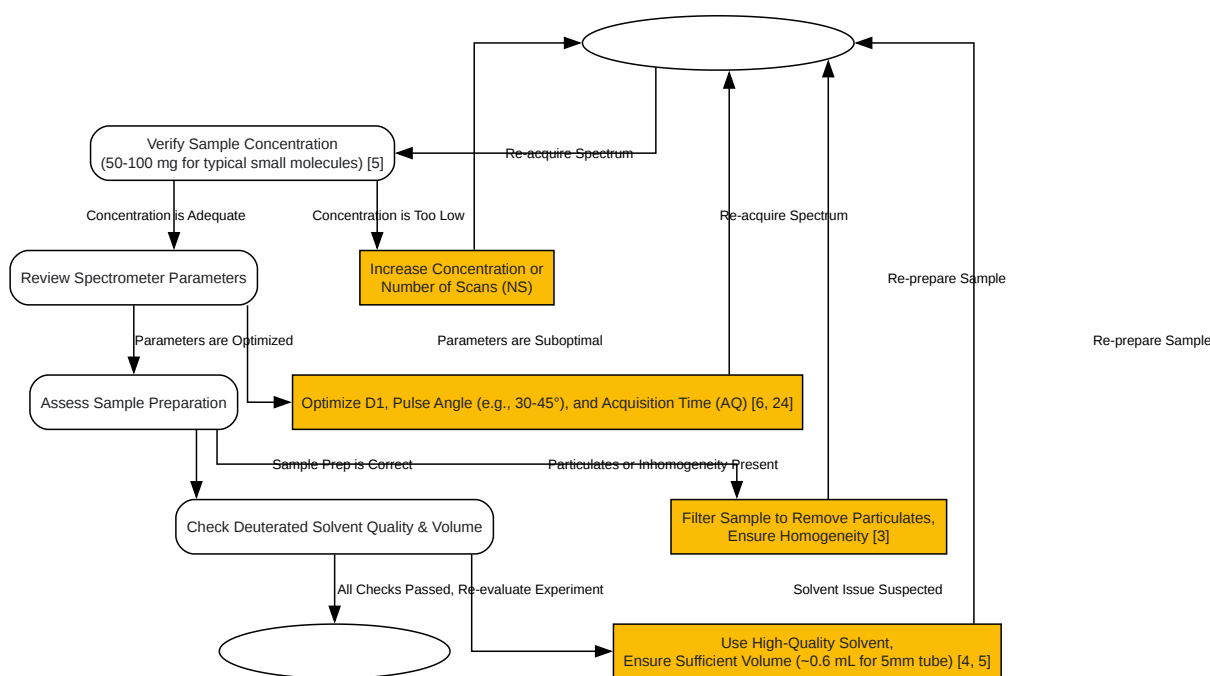 Verify Sample Concentration
(50-100 mg for typical small molecules) [5]
Re-acquire Spectrum
Concentration is Adequate
Concentration is Too Low
Re-acquire Spectrum
Review Spectrometer Parameters
Increase Concentration or
Number of Scans (NS)
Re-prepare Sample
Parameters are Optimized
Parameters are Suboptimal
Re-prepare Sample
Assess Sample Preparation
Optimize D1, Pulse Angle (e.g., 30-45°), and Acquisition Time (AQ) [6, 24]
Sample Prep is Correct
Particulates or Inhomogeneity Present
Check Deuterated Solvent Quality & Volume
Filter Sample to Remove Particulates,
Ensure Homogeneity [3]
All Checks Passed, Re-evaluate Experiment
Solvent Issue Suspected
Use High-Quality Solvent,
Ensure Sufficient Volume (~0.6 mL for 5mm tube) [4, 5]